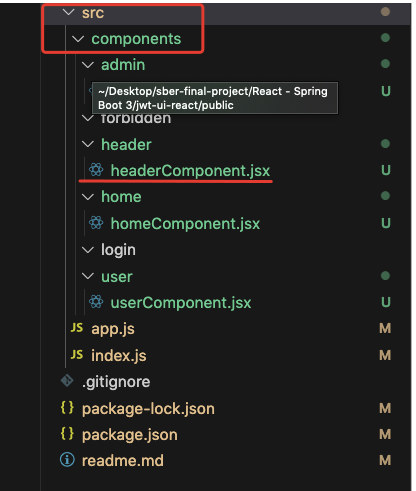 src
components
admin
~/Desktop/sber-final-project/React - Spring
Boot 3/jwt-ui-react/public
U
forbidden
header
headerComponent.jsx U
home
homeComponent.jsx U
login
user
userComponent.jsx U
JS app.js M
JS index.js M
.gitignore
{} package-lock.json M
{} package.json M
readme.md M